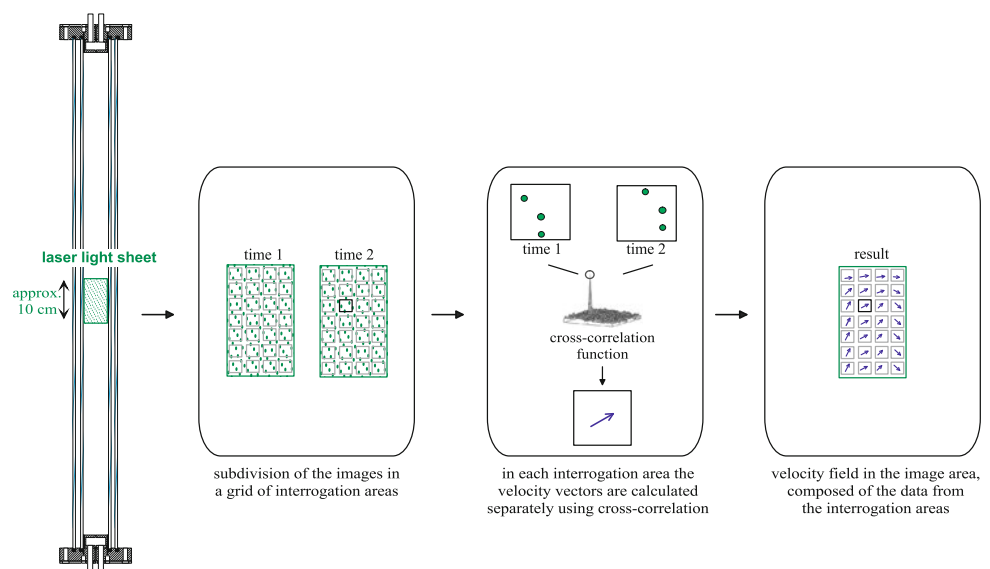 laser light sheet
approx.
10 cm
time 1
time 2
subdivision of the images in
a grid of interrogation areas
time 1
time 2
cross-correlation
function
in each interrogation area the
velocity vectors are calculated
separately using cross-correlation
result
velocity field in the image area,
composed of the data from
the interrogation areas